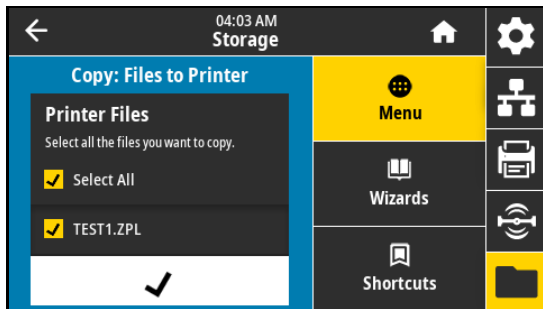 04:03 AM
Storage
Copy: Files to Printer
Printer Files
Select all the files you want to copy.
Select All
TEST1.ZPL
Menu
Wizards
Shortcuts